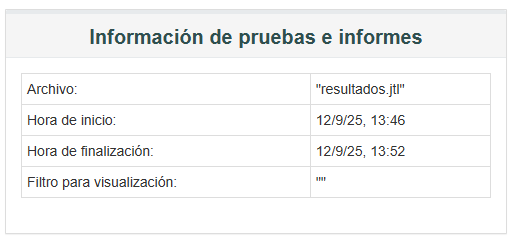 Información de pruebas e informes
Archivo: "resultados.jtl"
Hora de inicio: 12/9/25, 13:46
Hora de finalización: 12/9/25, 13:52
Filtro para visualización: ""